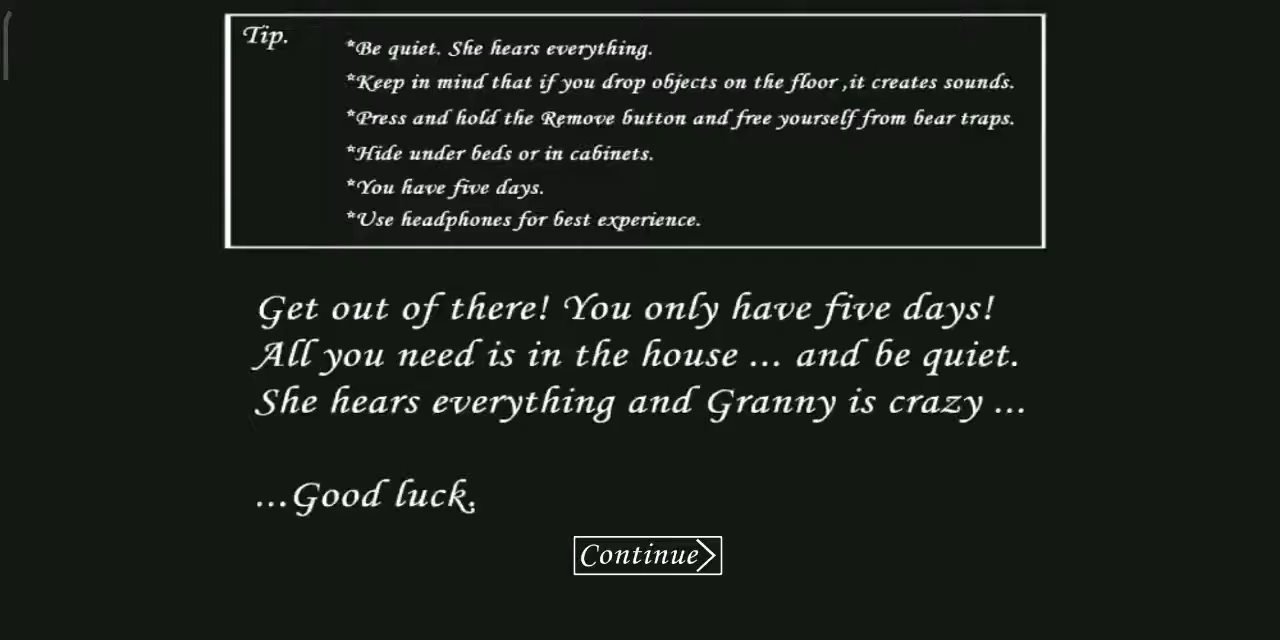 Tip.
*Be quiet. She hears everything.
*Keep in mind that if you drop objects on the floor ,it creates sounds.
*Press and hold the Remove button and free yourself from bear traps.
*Hide under beds or in cabinets.
*You have five days.
*Use headphones for best experience.
Get out of there! You only have five days!
All you need is in the house ... and be quiet.
She hears everything and Granny is crazy ...
...Good luck.
Continue